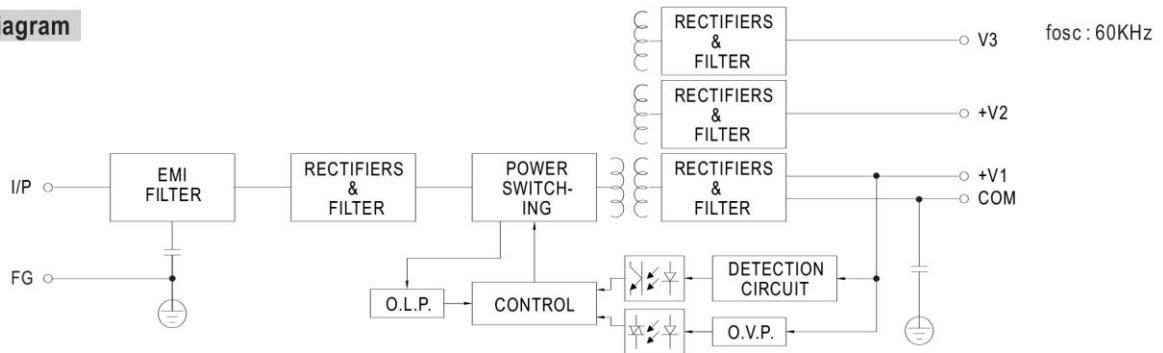 iagram
RECTIFIERS
&
FILTER
V3
fosc : 60KHz
RECTIFIERS
&
FILTER
+V2
I/P
EMI
FILTER
RECTIFIERS
&
FILTER
POWER
SWITCH-
ING
RECTIFIERS
&
FILTER
+V1
COM
FG
O.L.P.
CONTROL
DETECTION
CIRCUIT
O.V.P.